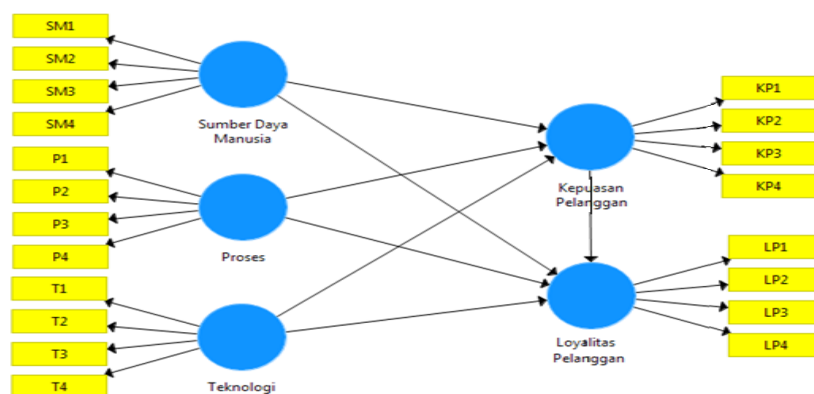 SM1
SM2
SM3
SM4
Sumber Daya
Manusia
P1
P2
P3
P4
Proses
T1
T2
T3
T4
Teknologi
KP1
KP2
KP3
KP4
Kepuasan
Pelanggan
LP1
LP2
LP3
LP4
Loyalitas
Pelanggan